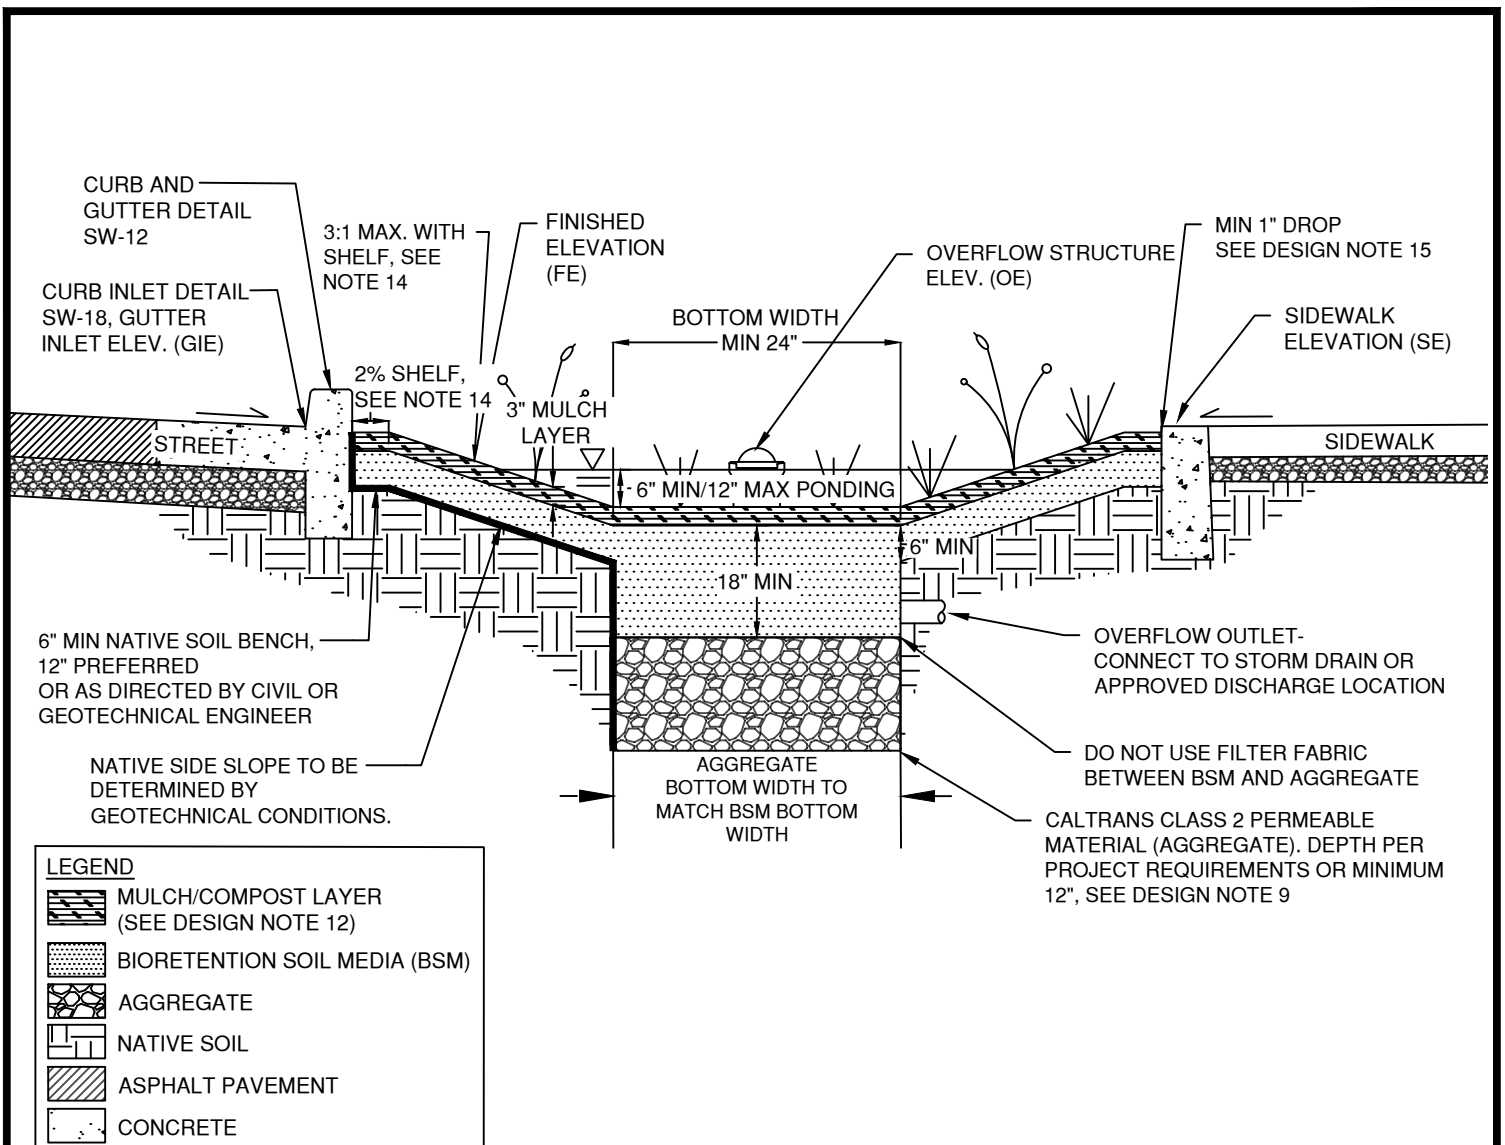 CURB AND
GUTTER DETAIL
SW-12
3:1 MAX. WITH
SHELF, SEE
NOTE 14
FINISHED
ELEVATION
(FE)
OVERFLOW STRUCTURE
ELEV. (OE)
MIN 1" DROP
SEE DESIGN NOTE 15
CURB INLET DETAIL
SW-18, GUTTER
INLET ELEV. (GIE)
BOTTOM WIDTH
MIN 24"
SIDEWALK
ELEVATION (SE)
2% SHELF,
SEE NOTE 14
3" MULCH
LAYER
STREET
SIDEWALK
6" MIN/12" MAX PONDING
6" MIN
18" MIN
6" MIN NATIVE SOIL BENCH,
12" PREFERRED
OR AS DIRECTED BY CIVIL OR
GEOTECHNICAL ENGINEER
OVERFLOW OUTLET-
CONNECT TO STORM DRAIN OR
APPROVED DISCHARGE LOCATION
NATIVE SIDE SLOPE TO BE
DETERMINED BY
GEOTECHNICAL CONDITIONS.
AGGREGATE
BOTTOM WIDTH TO
MATCH BSM BOTTOM
WIDTH
DO NOT USE FILTER FABRIC
BETWEEN BSM AND AGGREGATE
CALTRANS CLASS 2 PERMEABLE
MATERIAL (AGGREGATE). DEPTH PER
PROJECT REQUIREMENTS OR MINIMUM
12", SEE DESIGN NOTE 9
LEGEND
MULCH/COMPOST LAYER
(SEE DESIGN NOTE 12)
BIORETENTION SOIL MEDIA (BSM)
AGGREGATE
NATIVE SOIL
ASPHALT PAVEMENT
CONCRETE